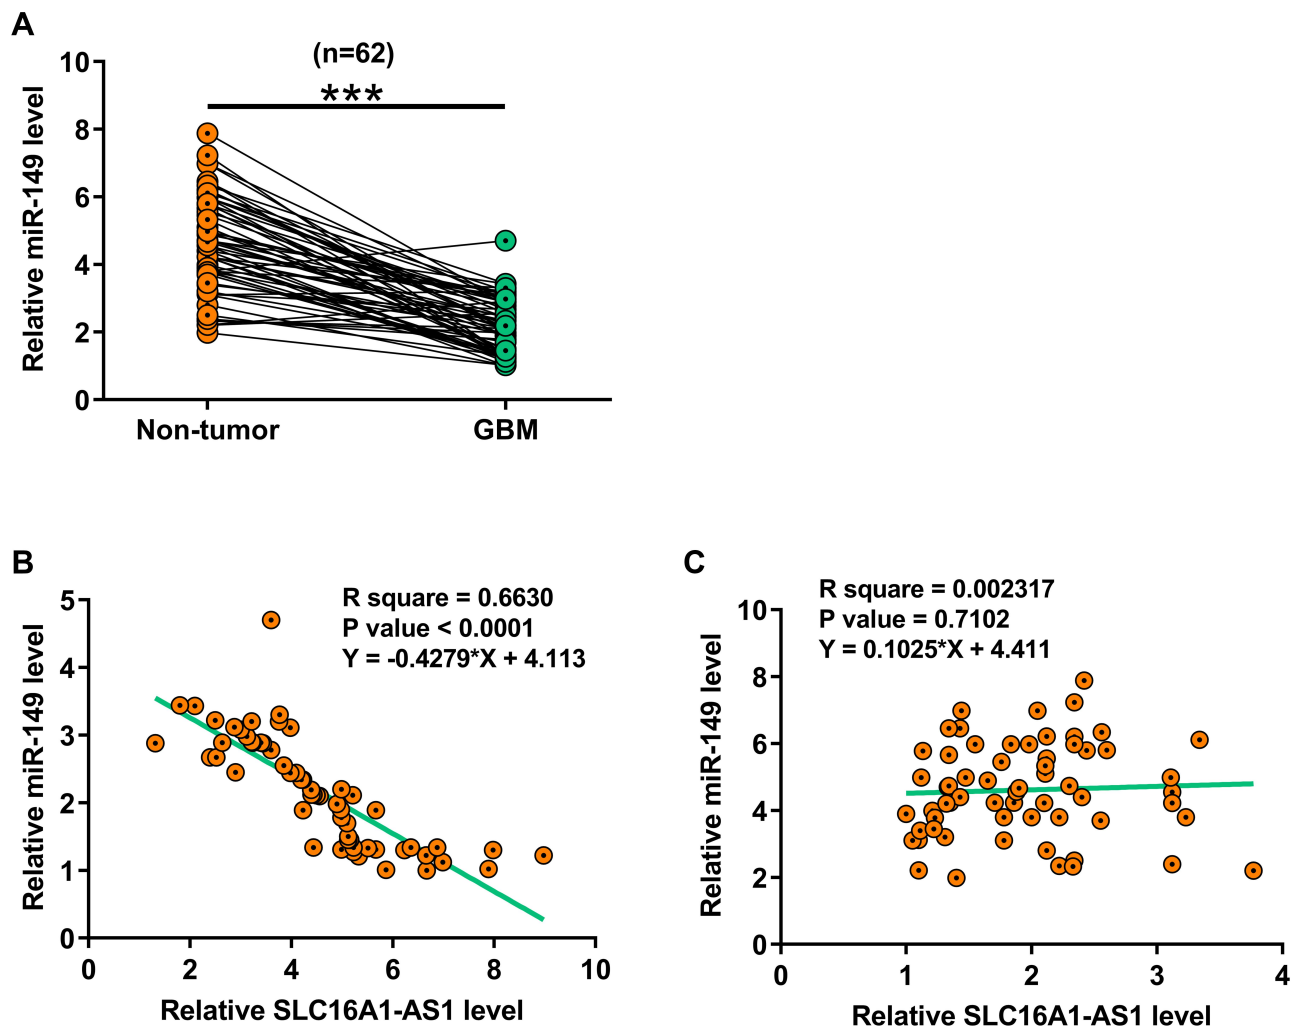 A
(n=62)
***
10
8
6
4
2
0
Relative miR-149 level
Non-tumor
GBM
B
R square = 0.6630
P value < 0.0001
Y = -0.4279*X + 4.113
5
4
3
2
1
0
Relative miR-149 level
0 2 4 6 8 10
Relative SLC16A1-AS1 level
C
R square = 0.002317
P value = 0.7102
Y = 0.1025*X + 4.411
10
8
6
4
2
0
Relative miR-149 level
0 1 2 3 4
Relative SLC16A1-AS1 level